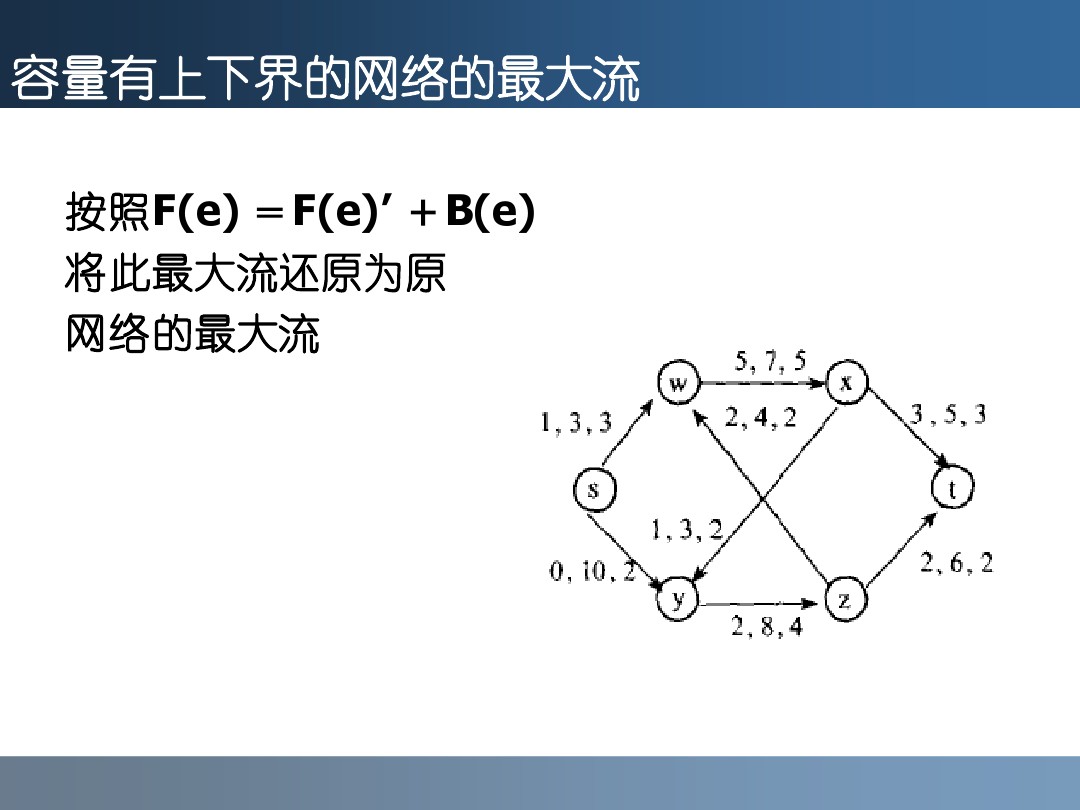 容量有上下界的网络的最大流
按照F(e) ＝F(e)′ ＋B(e)
将此最大流还原为原
网络的最大流
5, 7, 5
w
x
1, 3, 3
2, 4, 2
3, 5, 3
s
t
1, 3, 2
0, 10, 2
2, 6, 2
y
z
2, 8, 4